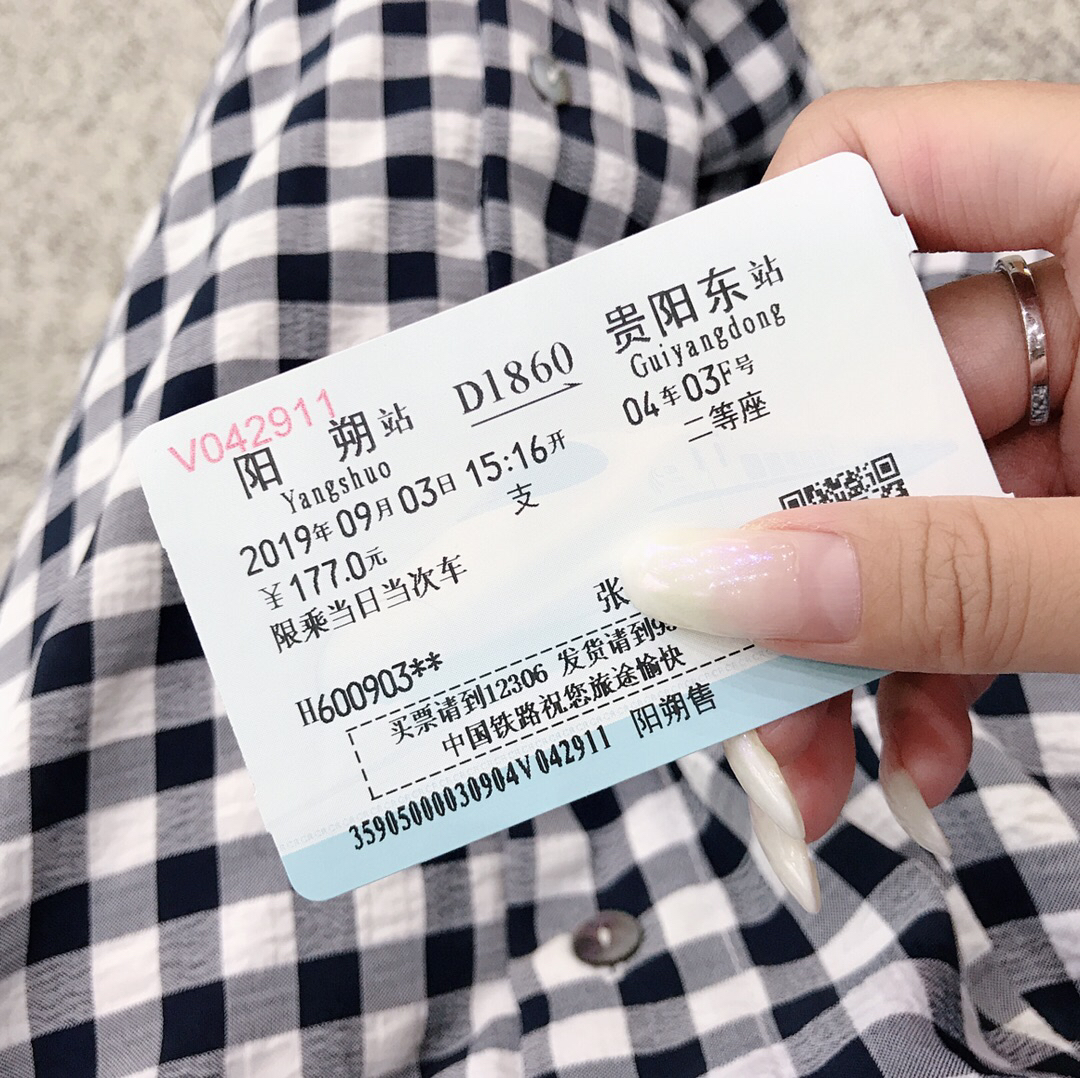 V042911
阳 朔站 D1860 贵阳东站
Yangshuo Guiyangdong
2019年09月03日 15:16开 04车03F号
¥177.0元 支 二等座
限乘当日当次车
张
H600903**
买票请到12306 发货请到95
中国铁路祝您旅途愉快
35905000030904V042911 阳朔售